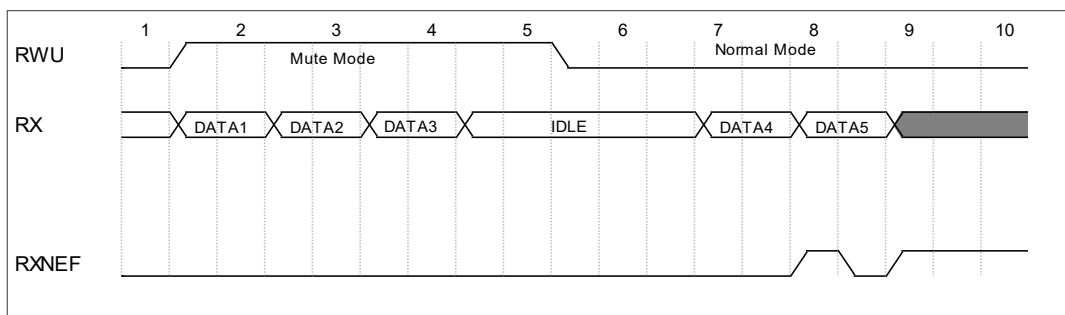 1 2 3 4 5 6 7 8 9 10
RWU Mute Mode Normal Mode
RX DATA1 DATA2 DATA3 IDLE DATA4 DATA5
RXNEF